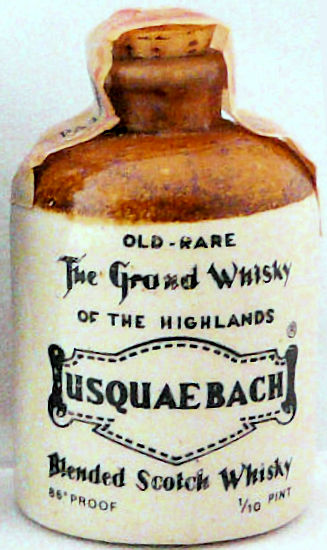 OLD-RARE
The Grand Whisky
OF THE HIGHLANDS
®
USQUAEBACH
Blended Scotch Whisky
86° PROOF 1/10 PINT